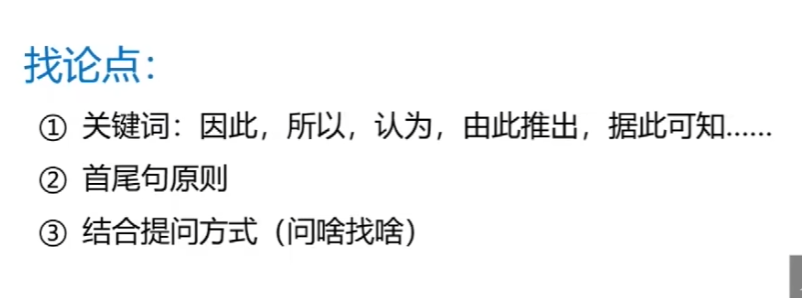 找论点：
① 关键词：因此，所以，认为，由此推出，据此可知……
② 首尾句原则
③ 结合提问方式（问啥找啥）